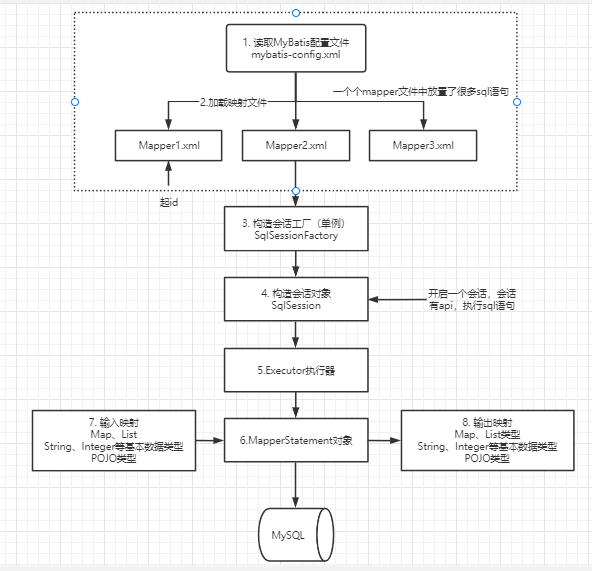 1. 读取MyBatis配置文件
mybatis-config.xml
一个个mapper文件中放置了很多sql语句
2.加载映射文件
Mapper1.xml
Mapper2.xml
Mapper3.xml
起id
3. 构造会话工厂（单例）
SqlSessionFactory
4. 构造会话对象
SqlSession
开启一个会话，会话
有api，执行sql语句
5.Executor执行器
7. 输入映射
Map、List
String、Integer等基本数据类型
POJO类型
6.MapperStatement对象
8. 输出映射
Map、List类型
String、Integer等基本数据类型
POJO类型
MySQL